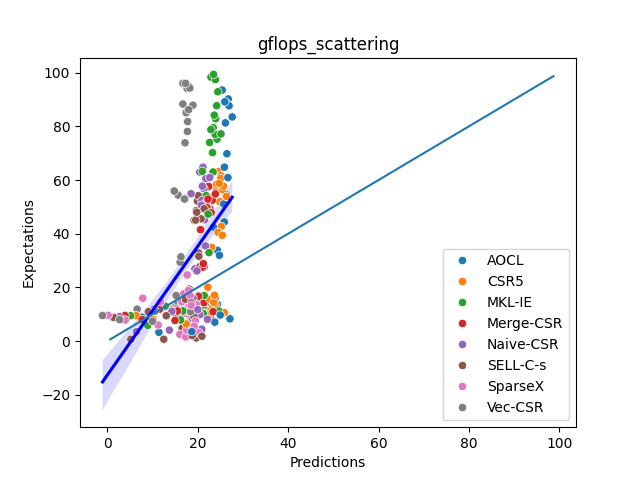 gflops_scattering
100
80
60
40
20
0
−20
Expectations
0 20 40 60 80 100
Predictions
AOCL
CSR5
MKL-IE
Merge-CSR
Naive-CSR
SELL-C-s
SparseX
Vec-CSR